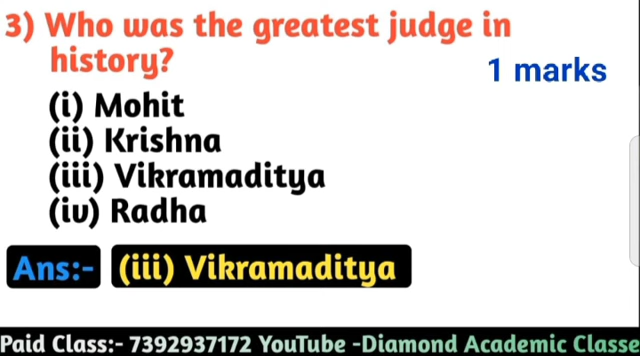 3) Who was the greatest judge in
history?
1 marks
(i) Mohit
(ii) Krishna
(iii) Vikramaditya
(iv) Radha
Ans:- (iii) Vikramaditya
Paid Class:- 7392937172 YouTube -Diamond Academic Classe